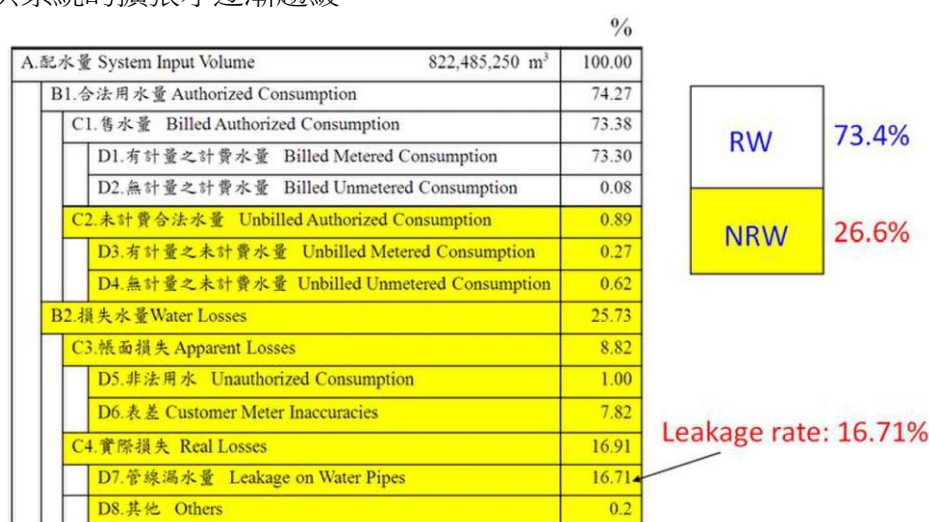 %
A.配水量 System Input Volume 822,485,250 m³ 100.00
B1.合法用水量 Authorized Consumption 74.27
C1.售水量 Billed Authorized Consumption 73.38
D1.有計量之計費水量 Billed Metered Consumption 73.30
D2.無計量之計費水量 Billed Unmetered Consumption 0.08
C2.未計費合法水量 Unbilled Authorized Consumption 0.89
D3.有計量之未計費水量 Unbilled Metered Consumption 0.27
D4.無計量之未計費水量 Unbilled Unmetered Consumption 0.62
B2.損失水量Water Losses 25.73
C3.帳面損失 Apparent Losses 8.82
D5.非法用水 Unauthorized Consumption 1.00
D6.表差 Customer Meter Inaccuracies 7.82
C4.實際損失 Real Losses 16.91
D7.管線漏水量 Leakage on Water Pipes 16.71
D8.其他 Others 0.2
RW 73.4%
NRW 26.6%
Leakage rate: 16.71%